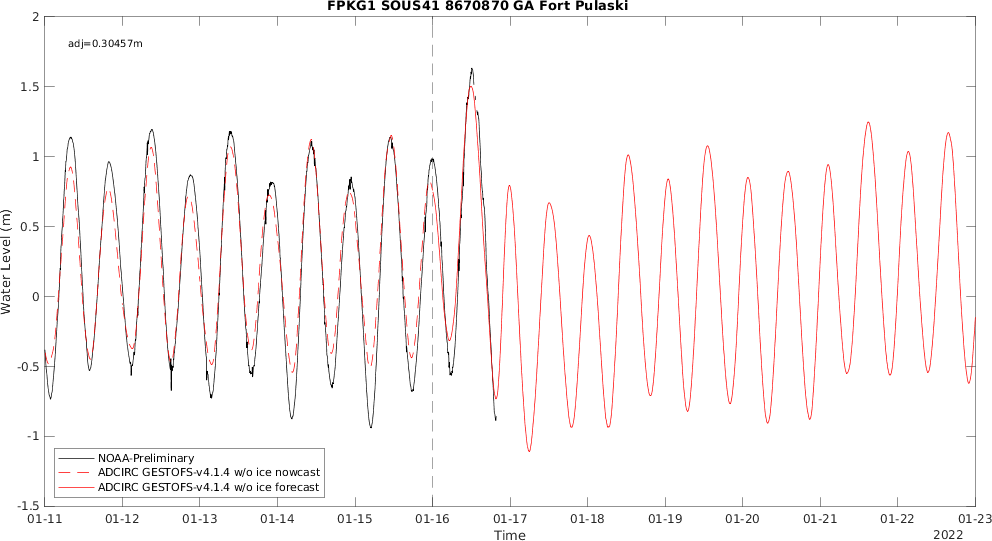 FPKG1 SOUS41 8670870 GA Fort Pulaski
adj=0.30457m
2
1.5
1
0.5
0
-0.5
-1
-1.5
Water Level (m)
NOAA-Preliminary
ADCIRC GESTOFS-v4.1.4 w/o ice nowcast
ADCIRC GESTOFS-v4.1.4 w/o ice forecast
01-11 01-12 01-13 01-14 01-15 01-16 01-17 01-18 01-19 01-20 01-21 01-22 01-23
Time
2022